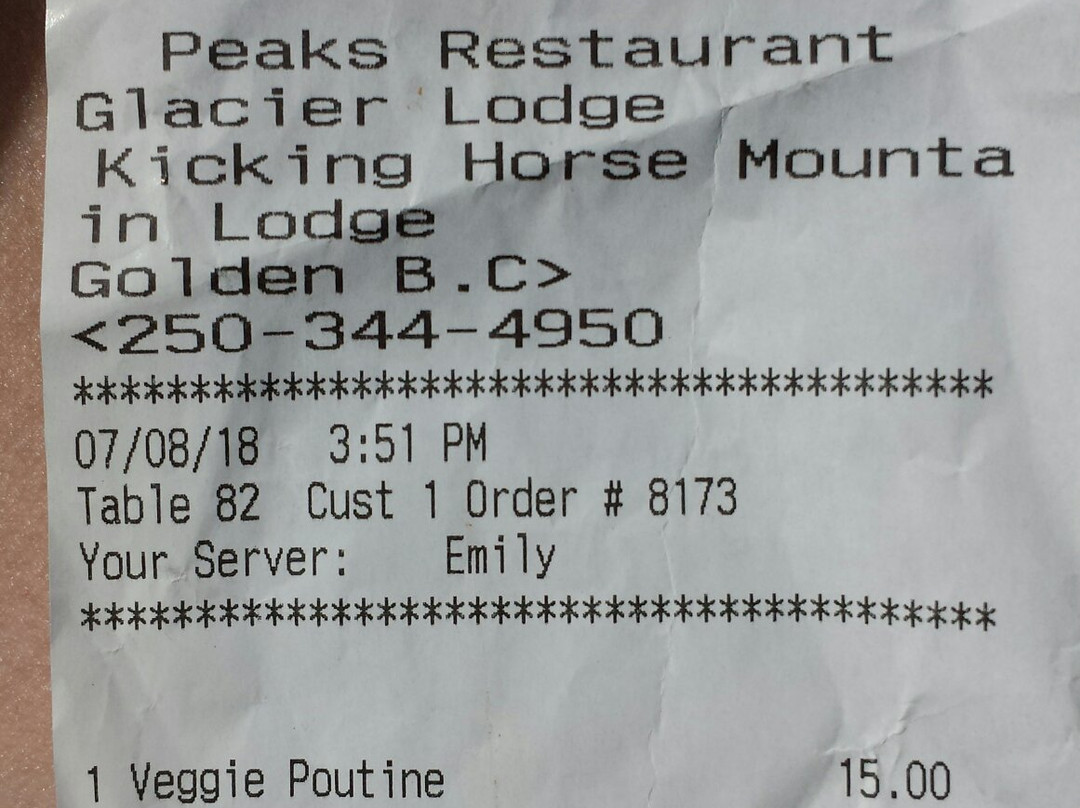 Peaks Restaurant
Glacier Lodge
Kicking Horse Mounta
in Lodge
Golden B.C>
<250-344-4950
****************************************
07/08/18 3:51 PM
Table 82 Cust 1 Order # 8173
Your Server: Emily
****************************************
1 Veggie Poutine 15.00